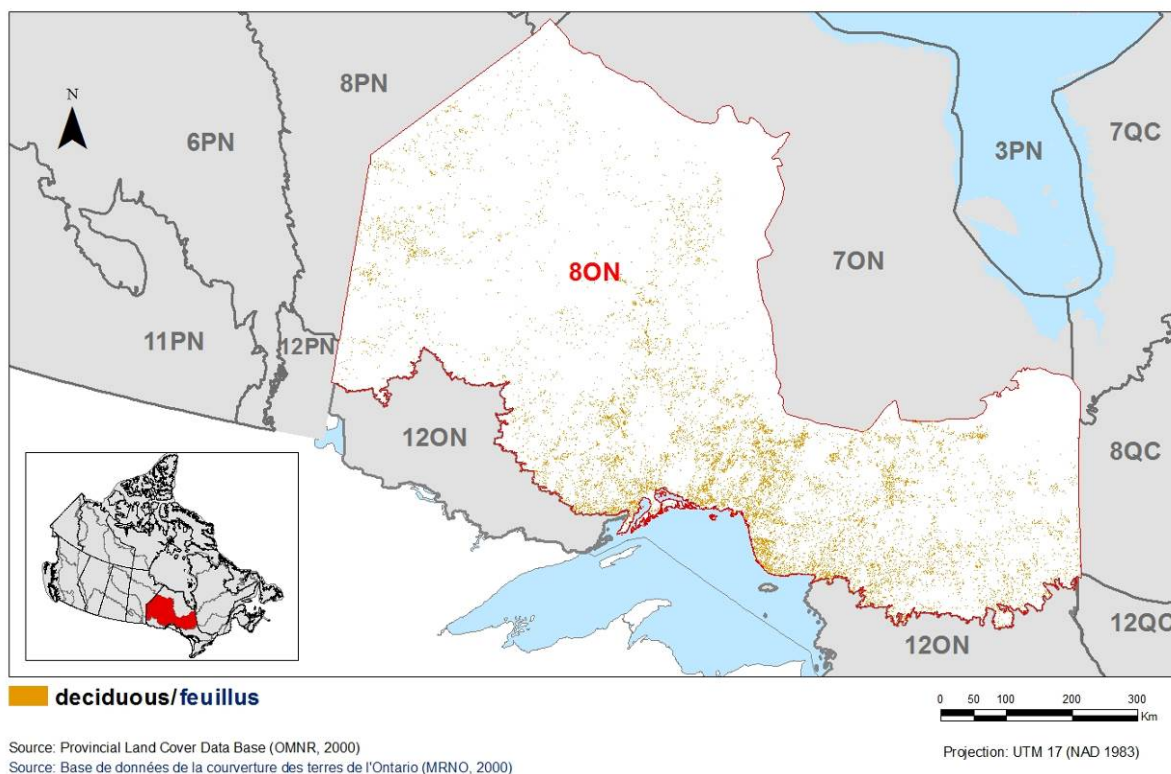 N
8PN
6PN
3PN
7QC
8ON
7ON
11PN
12PN
12ON
8QC
12ON
12QC
deciduous/feuillus
0 50 100 200 300
Km
Source: Provincial Land Cover Data Base (OMNR, 2000)
Source: Base de données de la courverture des terres de l'Ontario (MRNO, 2000)
Projection: UTM 17 (NAD 1983)